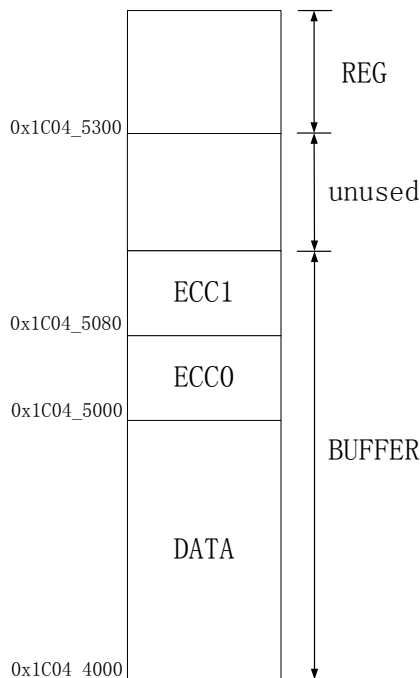 REG
0x1C04_5300
unused
ECC1
0x1C04_5080
ECC0
0x1C04_5000
BUFFER
DATA
0x1C04_4000